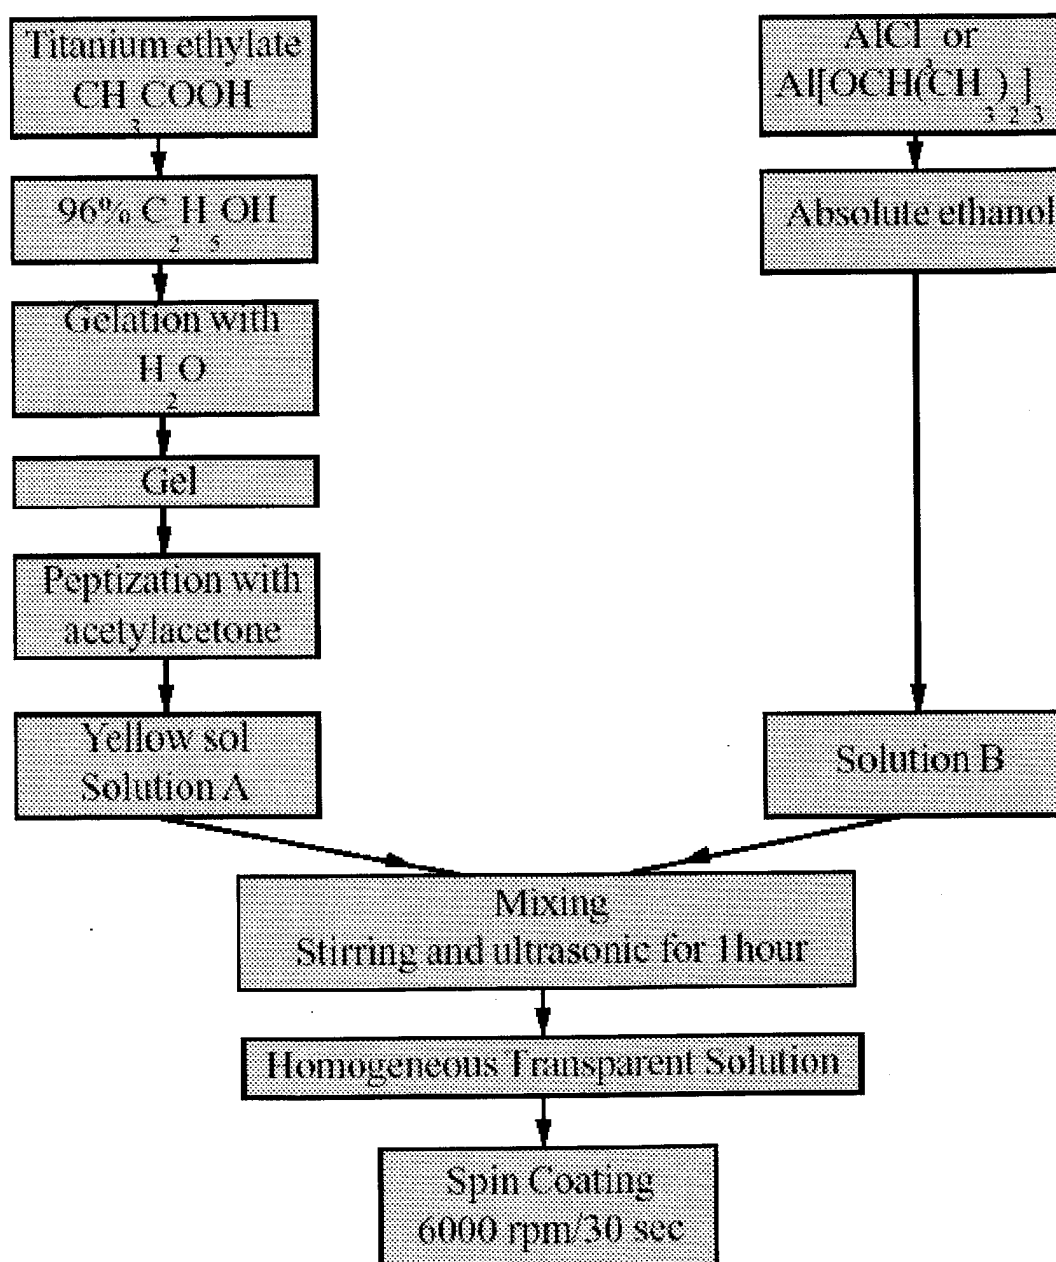 Titanium ethylate
CH₃COOH
96% C₂H₅OH
Gelation with
H₂O
Gel
Peptization with
acetylacetone
Yellow sol
Solution A
AlCl₃ or
Al[OCH(CH₃)₂]₃
Absolute ethanol
Solution B
Mixing
Stirring and ultrasonic for 1hour
Homogeneous Transparent Solution
Spin Coating
6000 rpm/30 sec